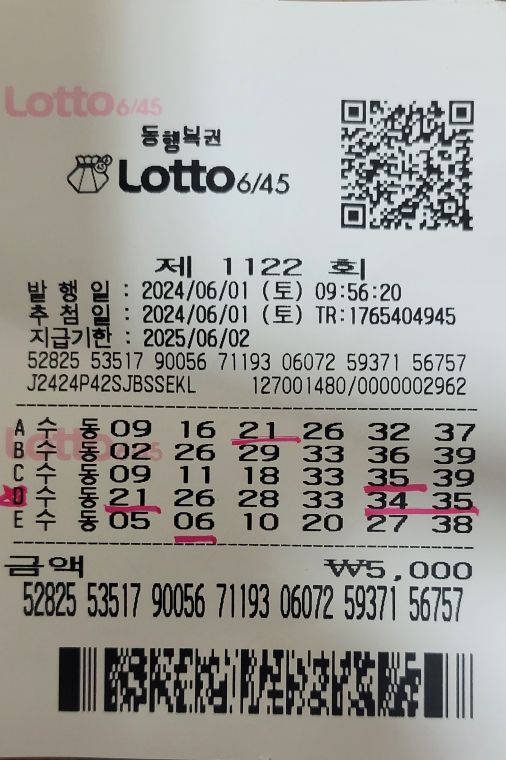 Lotto 6/45
동행복권
Lotto 6/45
제 1122 회
발 행 일 : 2024/06/01 (토) 09:56:20
추 첨 일 : 2024/06/01 (토) TR:1765404945
지급기한 : 2025/06/02
52825 53517 90056 71193 06072 59371 56757
J2424P42SJBSSEKL 127001480/0000002962
A 수 동 09 16 21 26 32 37
B 수 동 02 26 29 33 36 39
C 수 동 09 11 18 33 35 39
D 수 동 21 26 28 33 34 35
E 수 동 05 06 10 20 27 38
금액 ₩5,000
52825 53517 90056 71193 06072 59371 56757